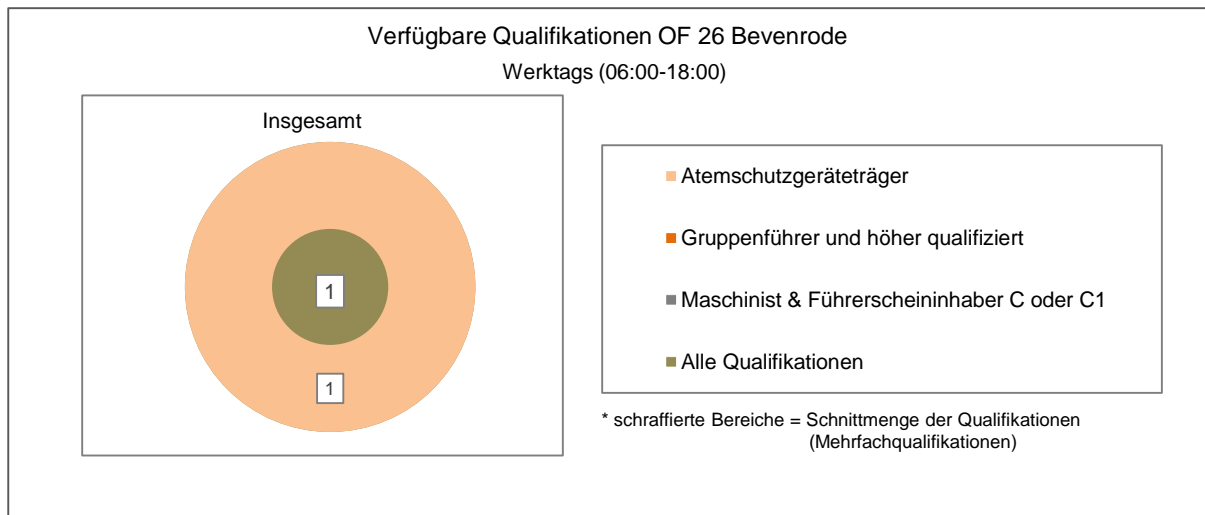 Verfügbare Qualifikationen OF 26 Bevenrode
Werktags (06:00-18:00)
Insgesamt
1
1
Atemschutzgeräteträger
Gruppenführer und höher qualifiziert
Maschinist & Führerscheininhaber C oder C1
Alle Qualifikationen
* schraffierte Bereiche = Schnittmenge der Qualifikationen
(Mehrfachqualifikationen)